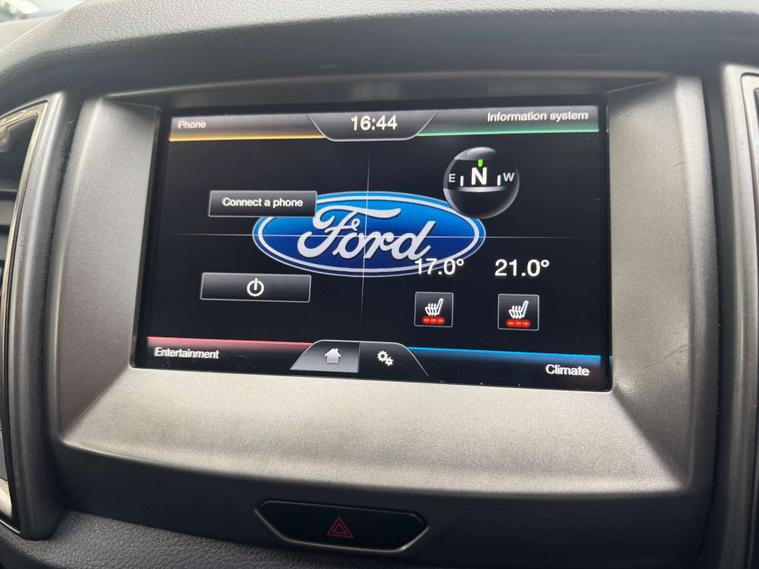 Phone
16:44
Information system
E N W
Connect a phone
Ford
17.0° 21.0°
Entertainment
Climate